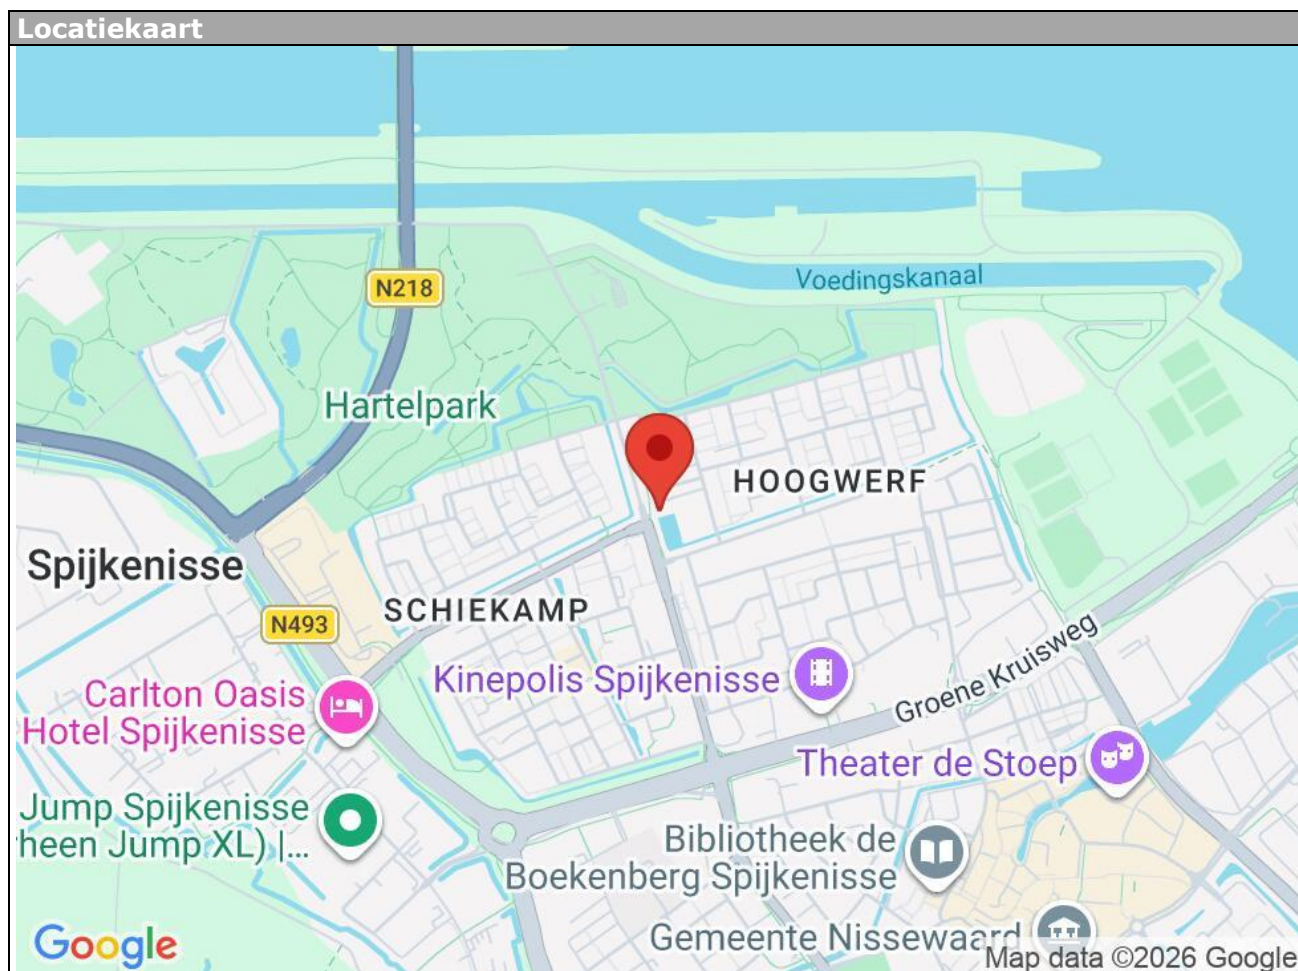 Locatiekaart
Voedingskanaal
N218
Hartelpark
HOOGWERF
Spijkenisse
SCHIEKAMP
N493
Groene Kruisweg
Kinepolis Spijkenisse
Carlton Oasis
Hotel Spijkenisse
Theater de Stoep
Jump Spijkenisse
heen Jump XL) |...
Bibliotheek de
Boekenberg Spijkenisse
Gemeente Nissewaard
Google
Map data ©2026 Google